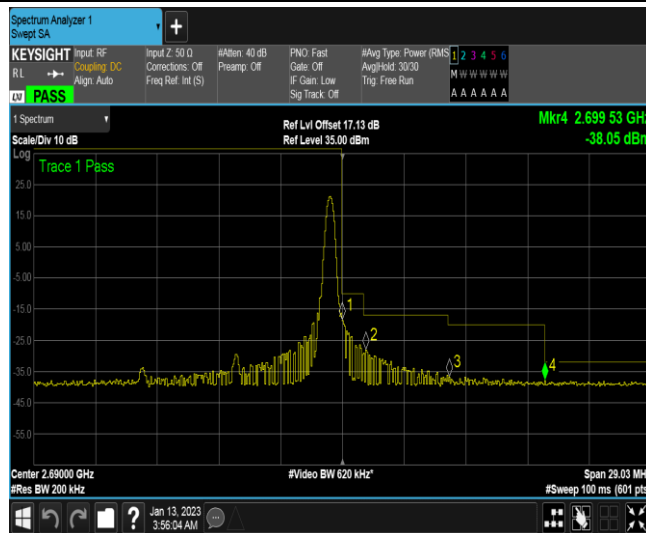 Spectrum Analyzer 1
Swept SA
+
KEYSIGHT
RL
LXI PASS
Input: RF
Coupling: DC
Align: Auto
Input Z: 50 Ω
Corrections: Off
Freq Ref: Int (S)
#Atten: 40 dB
Preamp: Off
PNO: Fast
Gate: Off
IF Gain: Low
Sig Track: Off
#Avg Type: Power (RMS
Avg|Hold: 30/30
Trig: Free Run
1 2 3 4 5 6
M W W W W W
A A A A A A
1 Spectrum
Scale/Div 10 dB
Ref Lvl Offset 17.13 dB
Ref Level 35.00 dBm
Mkr4 2.699 53 GHz
-38.05 dBm
Log
Trace 1 Pass
25.0
15.0
5.00
-5.00
-15.0
-25.0
-35.0
-45.0
-55.0
1
2
3
4
Center 2.69000 GHz
#Res BW 200 kHz
#Video BW 620 kHz*
Span 29.03 MH
#Sweep 100 ms (601 pts
?
Jan 13, 2023
3:56:04 AM